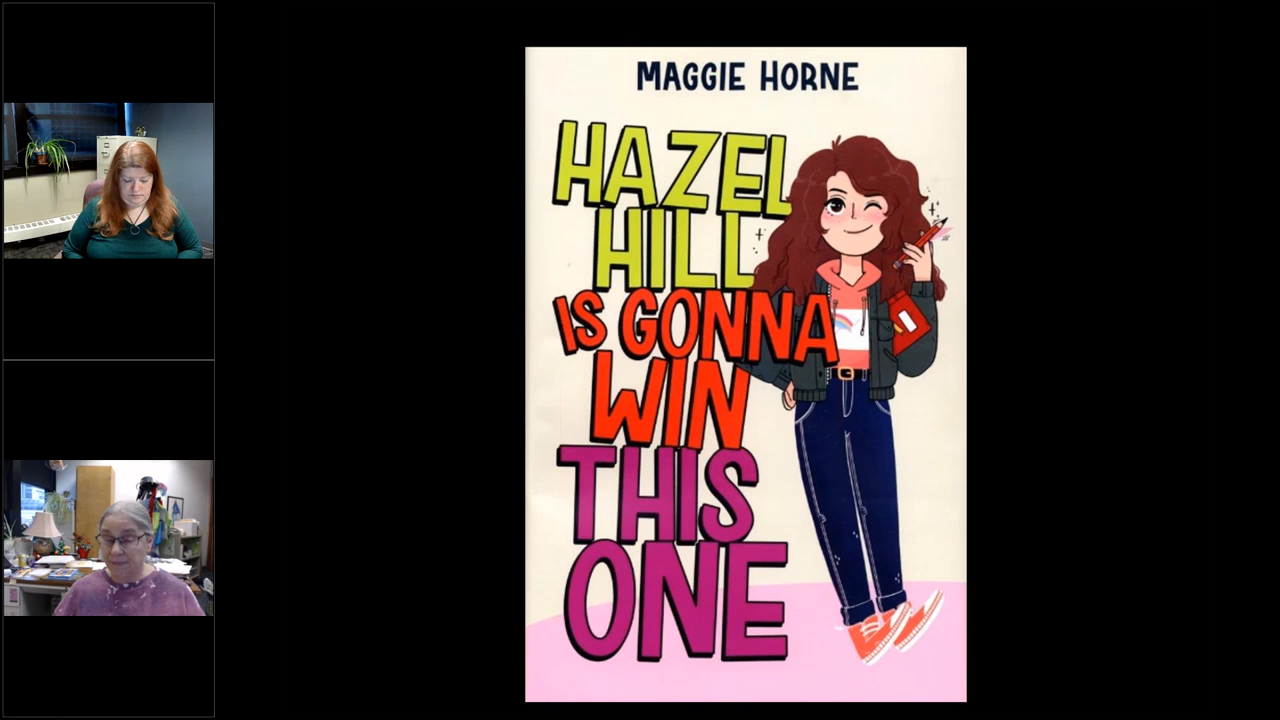 MAGGIE HORNE
HAZEL
HILL
IS GONNA
WIN
THIS
ONE